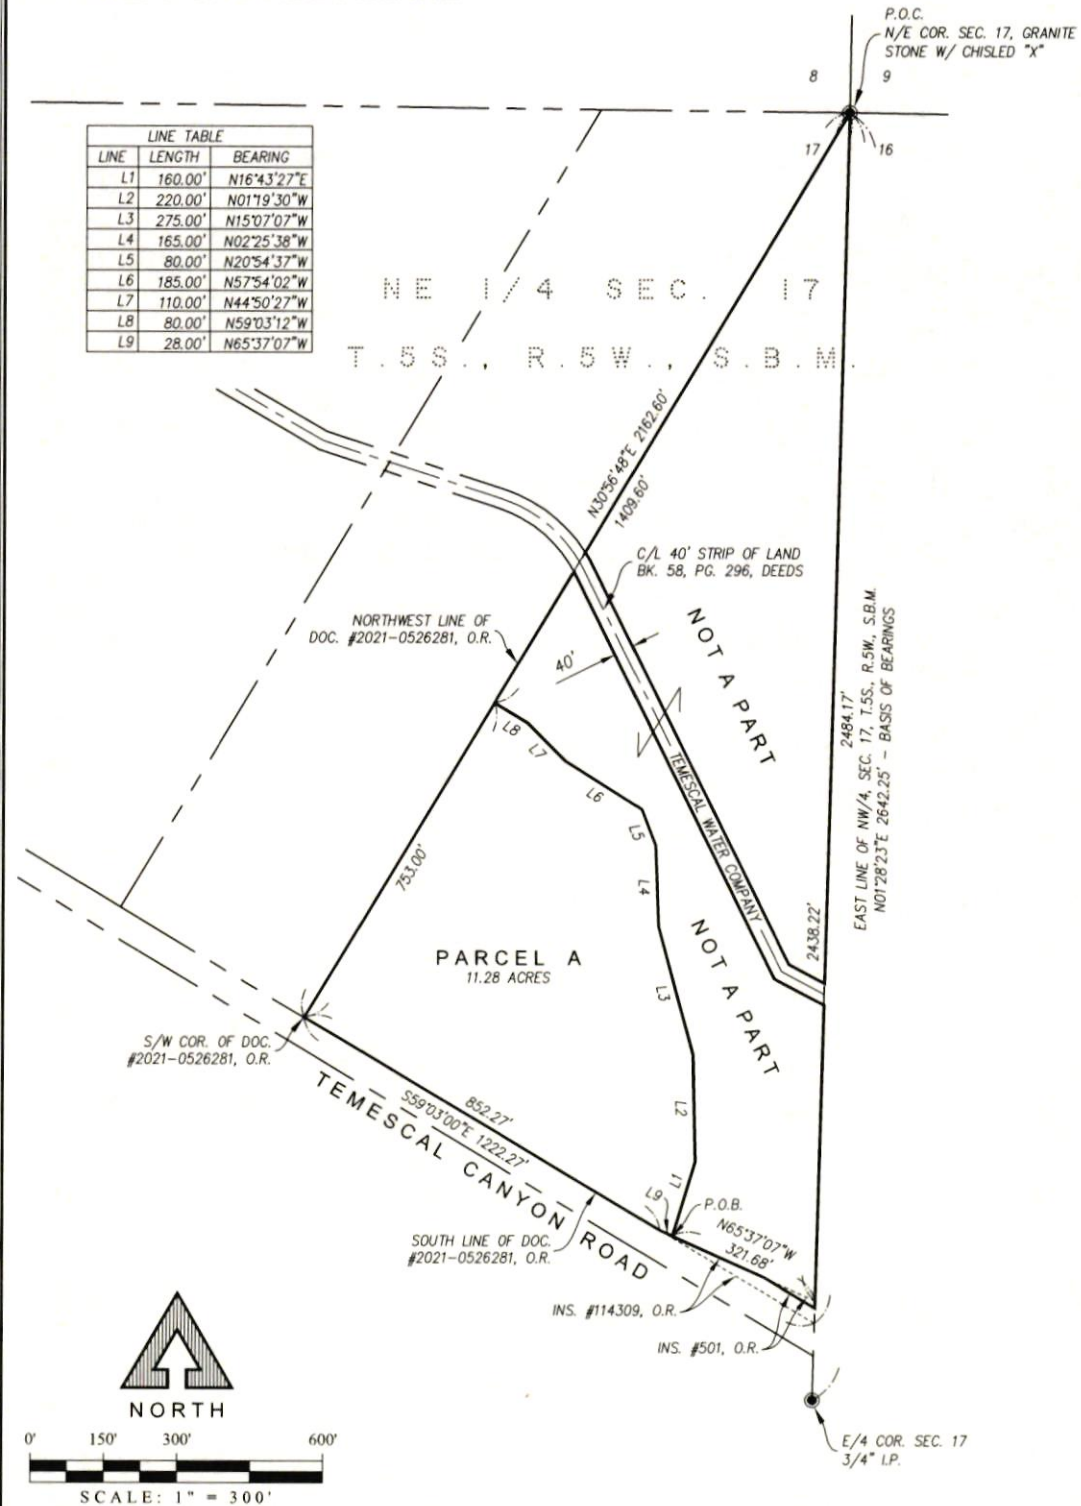 P.O.C.
N/E COR. SEC. 17, GRANITE
STONE W/ CHISLED "X"
8 9
17 16
LINE TABLE
LINE LENGTH BEARING
L1 160.00' N16°43'27"E
L2 220.00' N01°19'30"W
L3 275.00' N15°07'07"W
L4 165.00' N02°25'38"W
L5 80.00' N20°54'37"W
L6 185.00' N57°54'02"W
L7 110.00' N44°50'27"W
L8 80.00' N59°03'12"W
L9 28.00' N65°37'07"W
NE 1/4 SEC. 17
T.5S., R.5W., S.B.M.
N30°56'48"E 2162.60'
1409.60'
C/L 40' STRIP OF LAND
BK. 58, PG. 296, DEEDS
NORTHWEST LINE OF
DOC. #2021-0526281, O.R.
40'
NOT A PART
2484.17'
EAST LINE OF NW/4, SEC. 17, T.5S., R.5W., S.B.M.
N01°28'23"E 2642.25' - BASIS OF BEARINGS
TEMESCAL WATER COMPANY
2438.22'
L8
L7
L6
L5
L4
753.00'
PARCEL A
11.28 ACRES
NOT A PART
L3
S/W COR. OF DOC.
#2021-0526281, O.R.
L2
852.27'
S59°03'00"E 1222.27'
TEMESCAL CANYON ROAD
L1
L9
P.O.B.
N65°37'07"W
321.68'
SOUTH LINE OF DOC.
#2021-0526281, O.R.
INS. #114309, O.R.
INS. #501, O.R.
NORTH
E/4 COR. SEC. 17
3/4" I.P.
0' 150' 300' 600'
SCALE: 1" = 300'